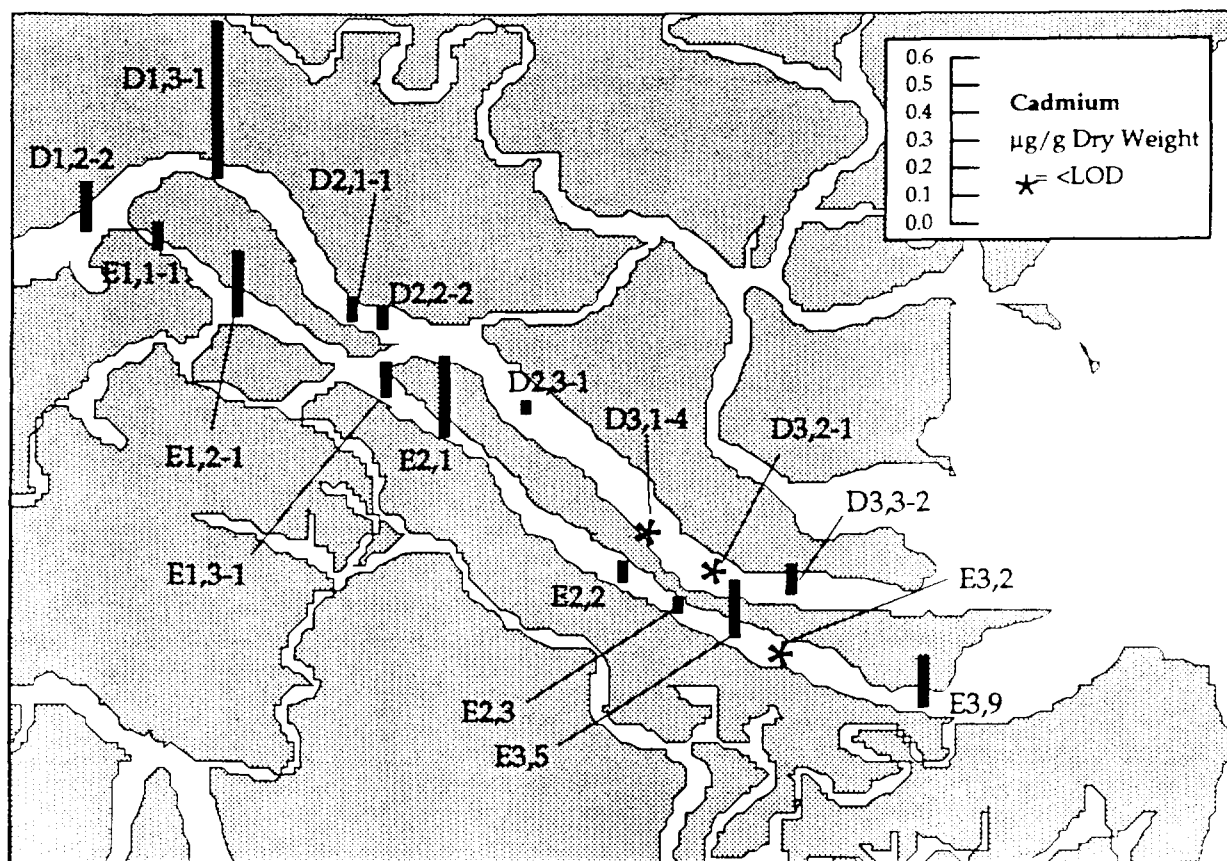 0.6
0.5
0.4
0.3
0.2
0.1
0.0
Cadmium
µg/g Dry Weight
*= <LOD
D1,3-1
D1,2-2
D2,1-1
E1,1-1
D2,2-2
D2,3-1
D3,1-4
D3,2-1
E1,2-1
E2,1
D3,3-2
E1,3-1
E2,2
E3,2
E2,3
E3,9
E3,5